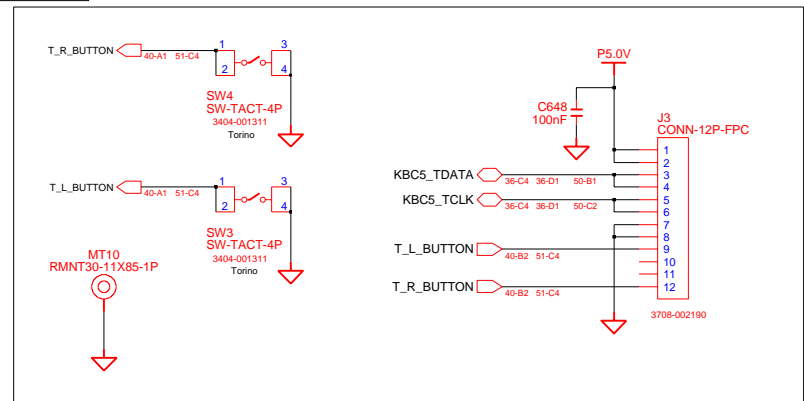 T_R_BUTTON
40-A1 51-C4
1
3
2
4
SW4
SW-TACT-4P
3404-001311
Torino
T_L_BUTTON
40-A1 51-C4
1
3
2
4
SW3
SW-TACT-4P
3404-001311
Torino
MT10
RMNT30-11X85-1P
P5.0V
C648
100nF
J3
CONN-12P-FPC
1
2
KBC5_TDATA 36-C4 36-D1 50-B1 3
4
KBC5_TCLK 36-C4 36-D1 50-C2 5
6
7
8
T_L_BUTTON 40-B2 51-C4 9
10
11
T_R_BUTTON 40-B2 51-C4 12
3708-002190